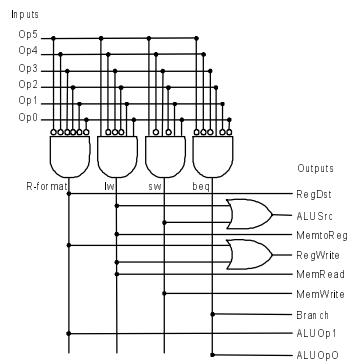 Inputs
Op5
Op4
Op3
Op2
Op1
Op0
R-format
lw
sw
beq
Outputs
RegDst
ALUSrc
MemtoReg
RegWrite
MemRead
MemWrite
Branch
ALUOp1
ALUOpO